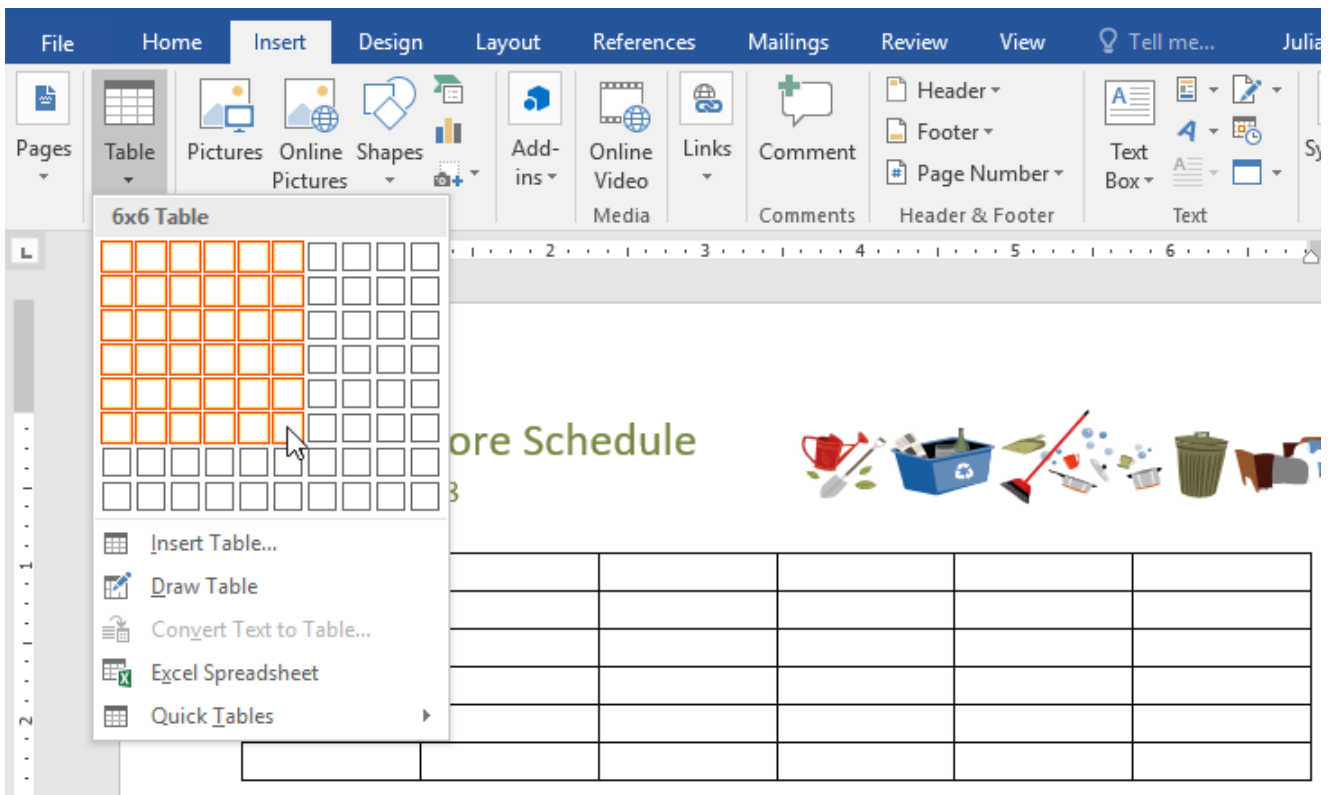 File Home Insert Design Layout References Mailings Review View Tell me... Julia
Pages
Table
Pictures
Online
Pictures
Shapes
Add-
ins
Online
Video
Links
Comment
Header
Footer
Page Number
A
Text
Box
A
A
Sy
Media
Comments
Header & Footer
Text
6x6 Table
L
2 3 4 5 6
ore Schedule
8
Insert Table...
Draw Table
Convert Text to Table...
Excel Spreadsheet
Quick Tables
1
2